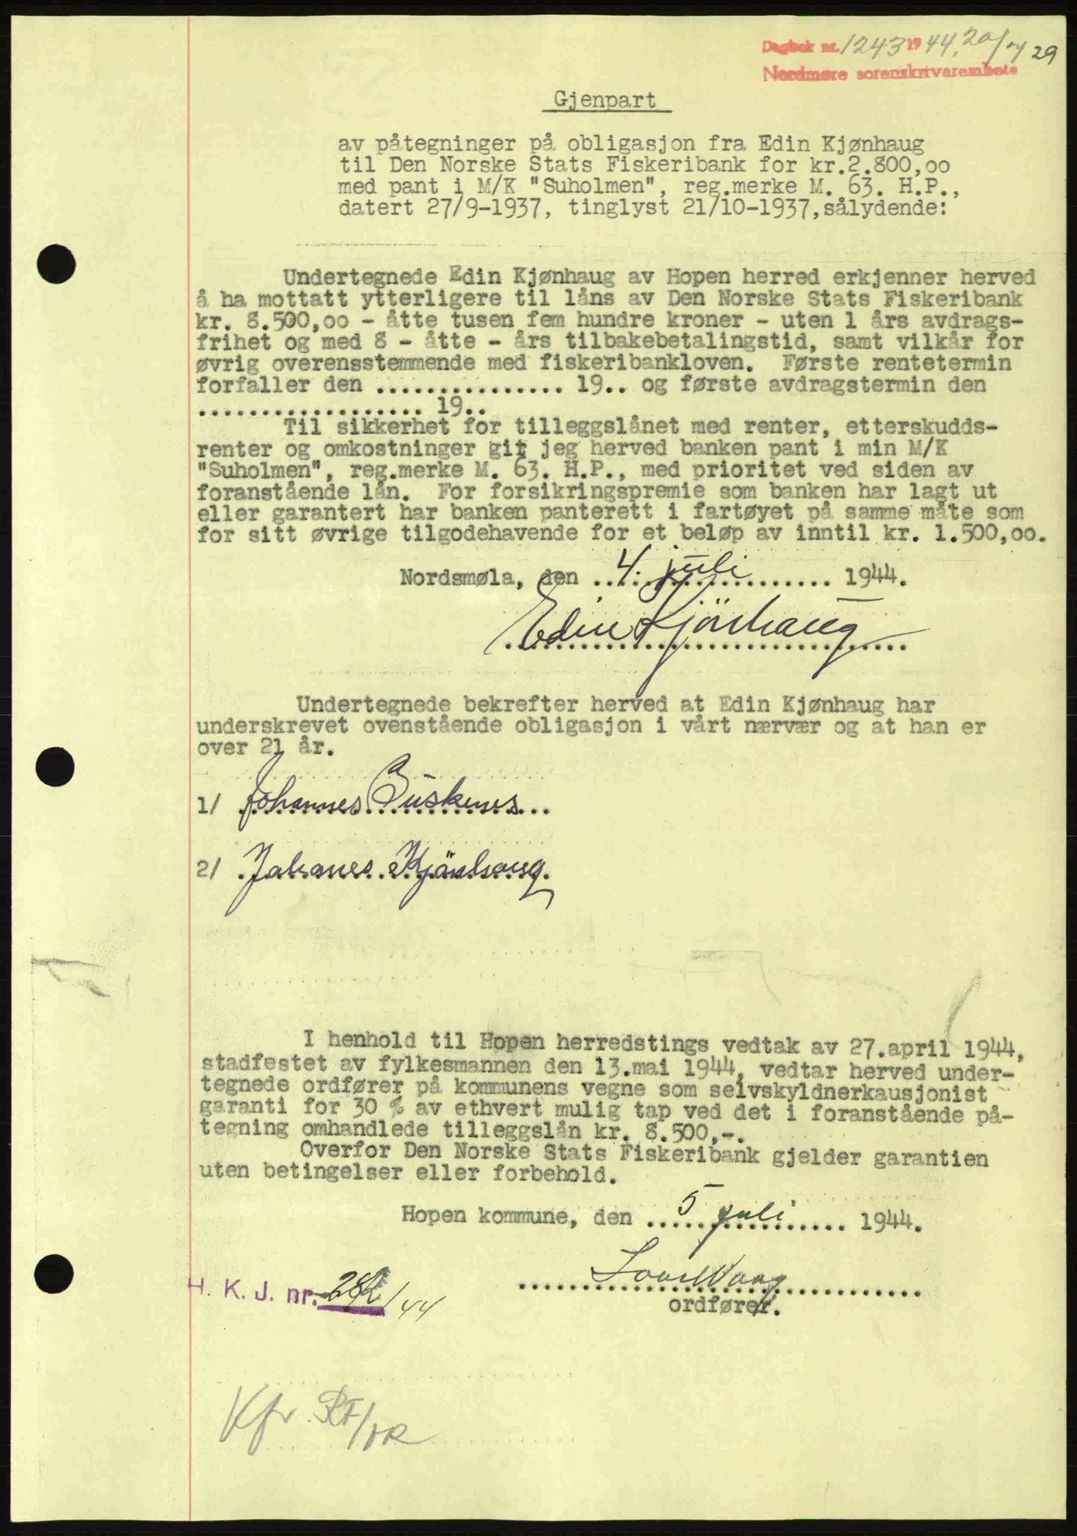 Dagbok nr. 1243 1944. 20/7 29
Nordmøre sorenskrivarembete
Gjenpart
av påtegninger på obligasjon fra Edin Kjønhaug
til Den Norske Stats Fiskeribank for kr.2.800,oo
med pant i M/K "Suholmen", reg.merke M. 63. H.P.,
datert 27/9-1937, tinglyst 21/10-1937,sålydende:
Undertegnede Edin Kjønhaug av Hopen herred erkjenner herved
å ha mottatt ytterligere til låns av Den Norske Stats Fiskeribank
kr. 8.500,oo - åtte tusen fem hundre kroner - uten 1 års avdrags-
frihet og med 8 - åtte - års tilbakebetalingstid, samt vilkår for
øvrig overensstemmende med fiskeribankloven.  Første rentetermin
forfaller den ............... 19.. og første avdragstermin den
.................. 19..
Til sikkerhet for tilleggslånet med renter, etterskudds-
renter og omkostninger gir jeg herved banken pant i min M/K
"Suholmen", reg.merke M. 63. H.P., med prioritet ved siden av
foranstående lån.  For forsikringspremie som banken har lagt ut
eller garantert har banken panterett i fartøyet på samme måte som
for sitt øvrige tilgodehavende for et beløp av inntil kr. 1.500,oo.
Nordsmøla, den 4. juli 1944.
Edin Kjönhaug
Undertegnede bekrefter herved at Edin Kjønhaug har
underskrevet ovenstående obligasjon i vårt nærvær og at han er
over 21 år.
1/ Johannes Buskenes
2/ Johanes Kjönhaug
I henhold til Hopen herredstings vedtak av 27.april 1944,
stadfestet av fylkesmannen den 13.mai 1944, vedtar herved under-
tegnede ordfører på kommunens vegne som selvskyldnerkausjonist
garanti for 30 % av ethvert mulig tap ved det i foranstående på-
tegning omhandlede tilleggslån kr. 8.500,-.
Overfor Den Norske Stats Fiskeribank gjelder garantien
uten betingelser eller forbehold.
Hopen kommune, den 5 juli 1944.
H. K. J. nr. 282/44
ordfører.
Kfr.